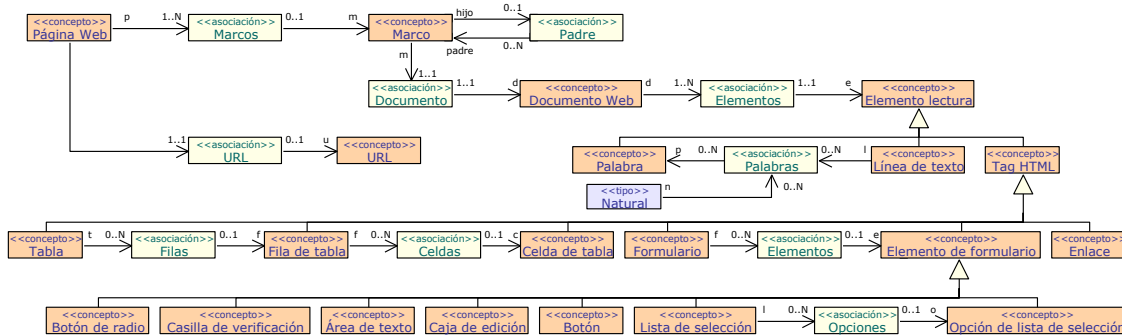 <<concepto>>
Página Web
p
1..N
<<asociación>>
Marcos
0..1
m
<<concepto>>
Marco
hijo
0..1
<<asociación>>
Padre
0..N
padre
m
1..1
<<asociación>>
Documento
1..1
d
<<concepto>>
Documento Web
d
1..N
<<asociación>>
Elementos
1..1
e
<<concepto>>
Elemento lectura
1..1
<<asociación>>
URL
0..1
u
<<concepto>>
URL
<<concepto>>
Palabra
p
0..N
<<asociación>>
Palabras
0..N
l
<<concepto>>
Línea de texto
<<concepto>>
Tag HTML
<<tipo>>
Natural
n
0..N
<<concepto>>
Tabla
t
0..N
<<asociación>>
Filas
0..1
f
<<concepto>>
Fila de tabla
f
0..N
<<asociación>>
Celdas
0..1
c
<<concepto>>
Celda de tabla
<<concepto>>
Formulario
f
0..N
<<asociación>>
Elementos
0..1
e
<<concepto>>
Elemento de formulario
<<concepto>>
Enlace
<<concepto>>
Botón de radio
<<concepto>>
Casilla de verificación
<<concepto>>
Área de texto
<<concepto>>
Caja de edición
<<concepto>>
Botón
<<concepto>>
Lista de selección
l
0..N
<<asociación>>
Opciones
0..1
o
<<concepto>>
Opción de lista de selección